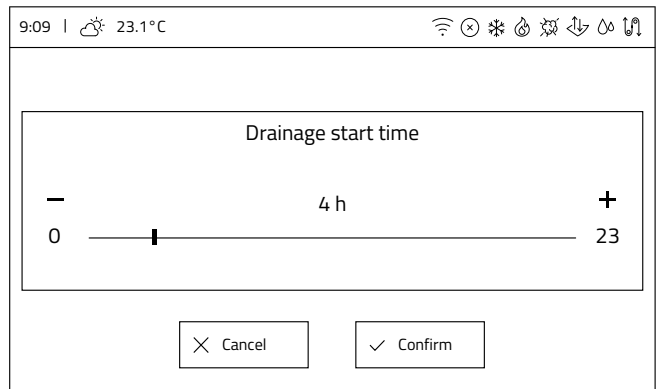 9:09 | 23.1°C
Drainage start time
4 h
0 23
Cancel Confirm